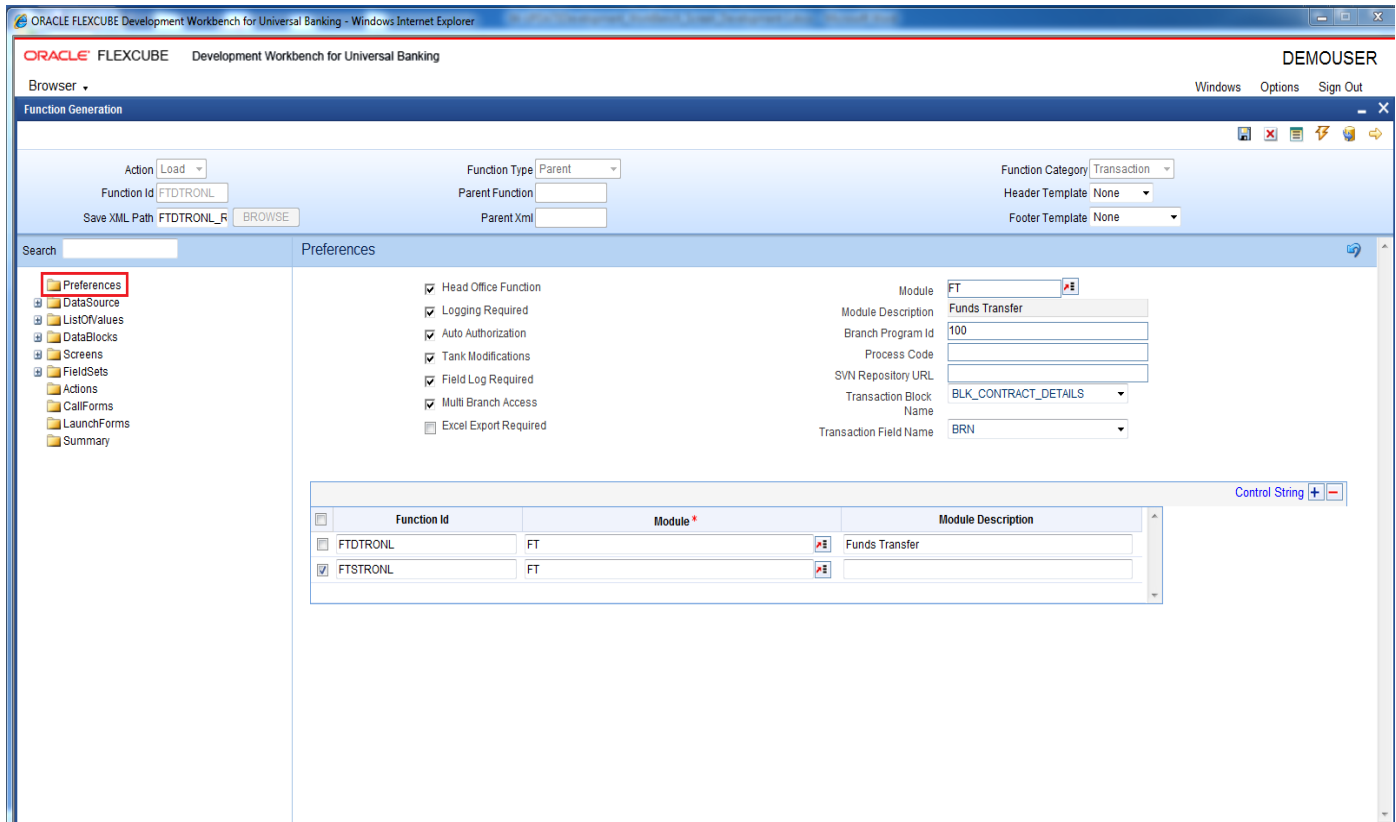 ORACLE FLEXCUBE Development Workbench for Universal Banking - Windows Internet Explorer
ORACLE FLEXCUBE Development Workbench for Universal Banking
DEMOUSER
Browser
Windows Options Sign Out
Function Generation
Action Load
Function Type Parent
Function Category Transaction
Function Id FTDTRONL
Parent Function
Header Template None
Save XML Path FTDTRONL_R BROWSE
Parent Xml
Footer Template None
Search
Preferences
Preferences
DataSource
ListOfValues
DataBlocks
Screens
FieldSets
Actions
CallForms
LaunchForms
Summary
Head Office Function
Logging Required
Auto Authorization
Tank Modifications
Field Log Required
Multi Branch Access
Excel Export Required
Module FT
Module Description Funds Transfer
Branch Program Id 100
Process Code
SVN Repository URL
Transaction Block Name BLK_CONTRACT_DETAILS
Transaction Field Name BRN
Control String + -
Function Id Module * Module Description
FTDTRONL FT Funds Transfer
FTSTRONL FT